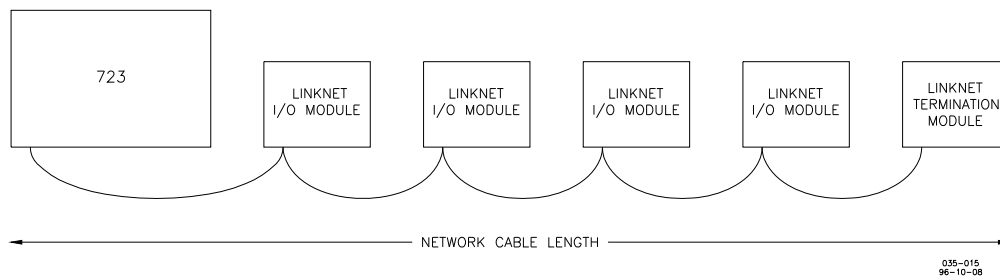 723
LINKNET
I/O MODULE
LINKNET
I/O MODULE
LINKNET
I/O MODULE
LINKNET
I/O MODULE
LINKNET
TERMINATION
MODULE
NETWORK CABLE LENGTH
035-015
96-10-08